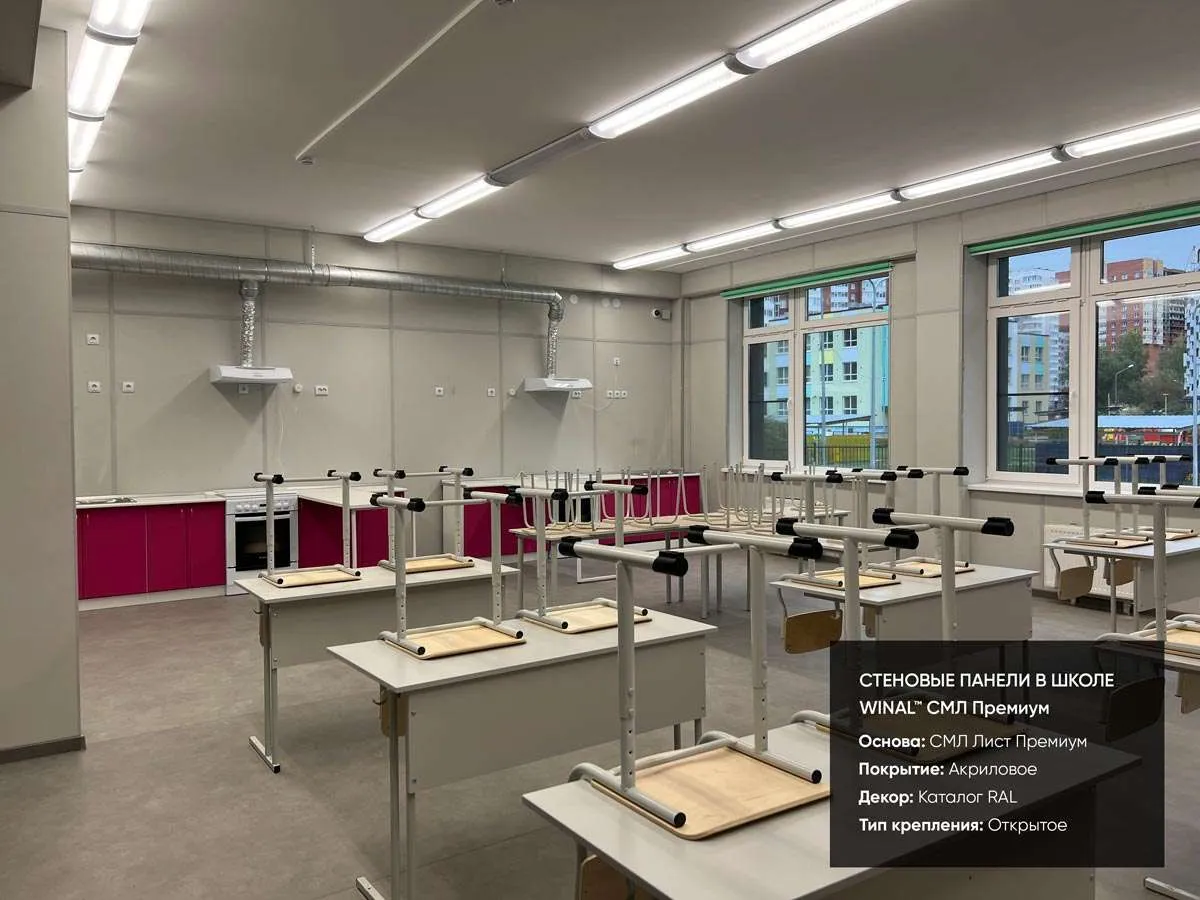 СТЕНОВЫЕ ПАНЕЛИ В ШКОЛЕ
WINAL™ СМЛ Премиум
Основа: СМЛ Лист Премиум
Покрытие: Акриловое
Декор: Каталог RAL
Тип крепления: Открытое